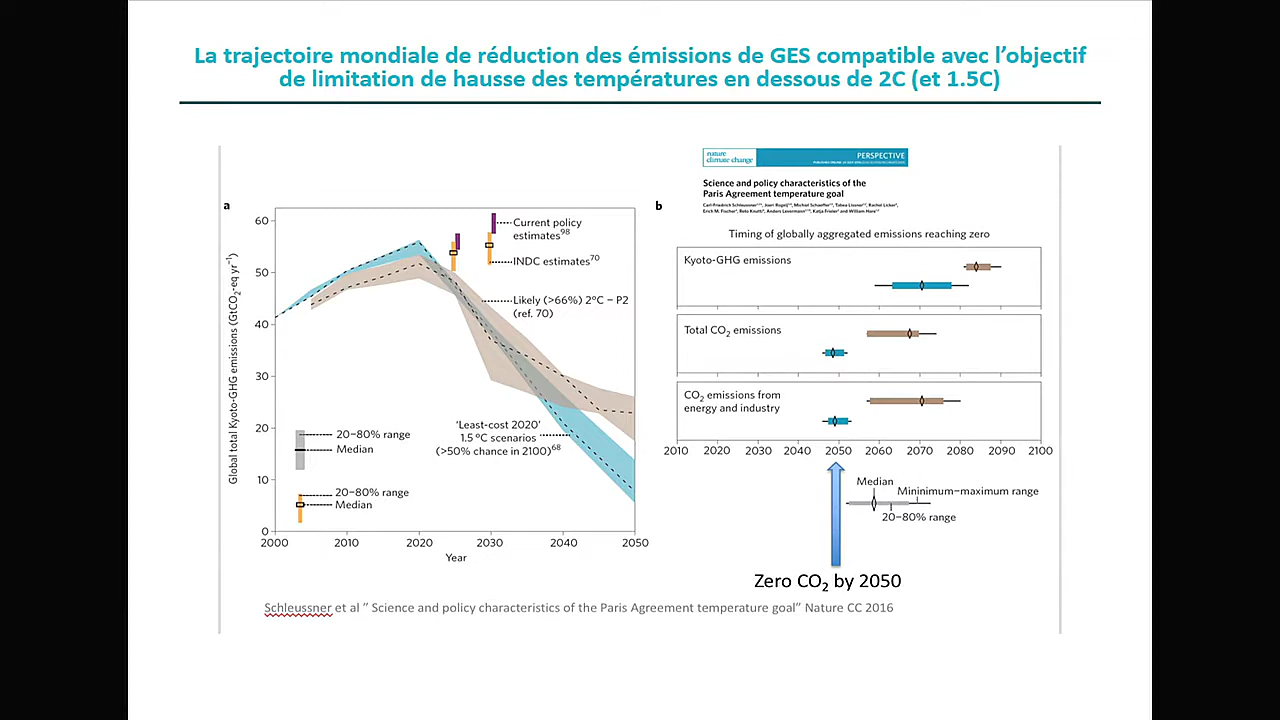 La trajectoire mondiale de réduction des émissions de GES compatible avec l’objectif
de limitation de hausse des températures en dessous de 2C (et 1.5C)
nature
climate change
PERSPECTIVE
Science and policy characteristics of the
Paris Agreement temperature goal
a
Global total Kyoto-GHG emissions (GtCO2-eq yr−1)
60
50
40
30
20
10
0
2000
2010
2020
2030
2040
2050
Year
Current policy
estimates98
INDC estimates70
Likely (>66%) 2°C − P2
(ref. 70)
‘Least-cost 2020’
1.5 °C scenarios
(>50% chance in 2100)68
20−80% range
Median
20−80% range
Median
b
Timing of globally aggregated emissions reaching zero
Kyoto-GHG emissions
Total CO2 emissions
CO2 emissions from
energy and industry
2010
2020
2030
2040
2050
2060
2070
2080
2090
2100
Median
Mininimum−maximum range
20−80% range
Zero CO2 by 2050
Schleussner et al ” Science and policy characteristics of the Paris Agreement temperature goal” Nature CC 2016